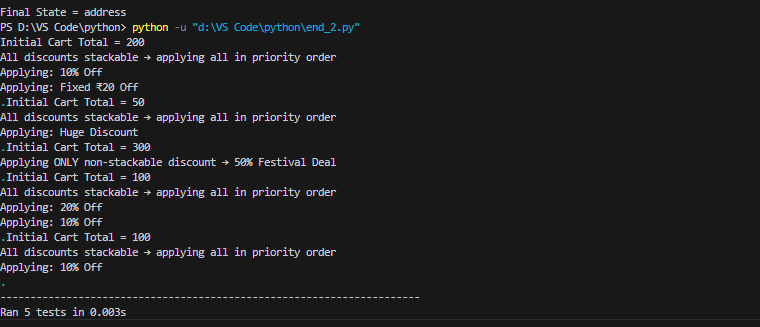 Final State = address
PS D:\VS Code\python> python -u "d:\VS Code\python\end_2.py"
Initial Cart Total = 200
All discounts stackable → applying all in priority order
Applying: 10% Off
Applying: Fixed ₹20 Off
.Initial Cart Total = 50
All discounts stackable → applying all in priority order
Applying: Huge Discount
.Initial Cart Total = 300
Applying ONLY non-stackable discount → 50% Festival Deal
.Initial Cart Total = 100
All discounts stackable → applying all in priority order
Applying: 20% Off
Applying: 10% Off
.Initial Cart Total = 100
All discounts stackable → applying all in priority order
Applying: 10% Off
.
----------------------------------------------------------------------
Ran 5 tests in 0.003s